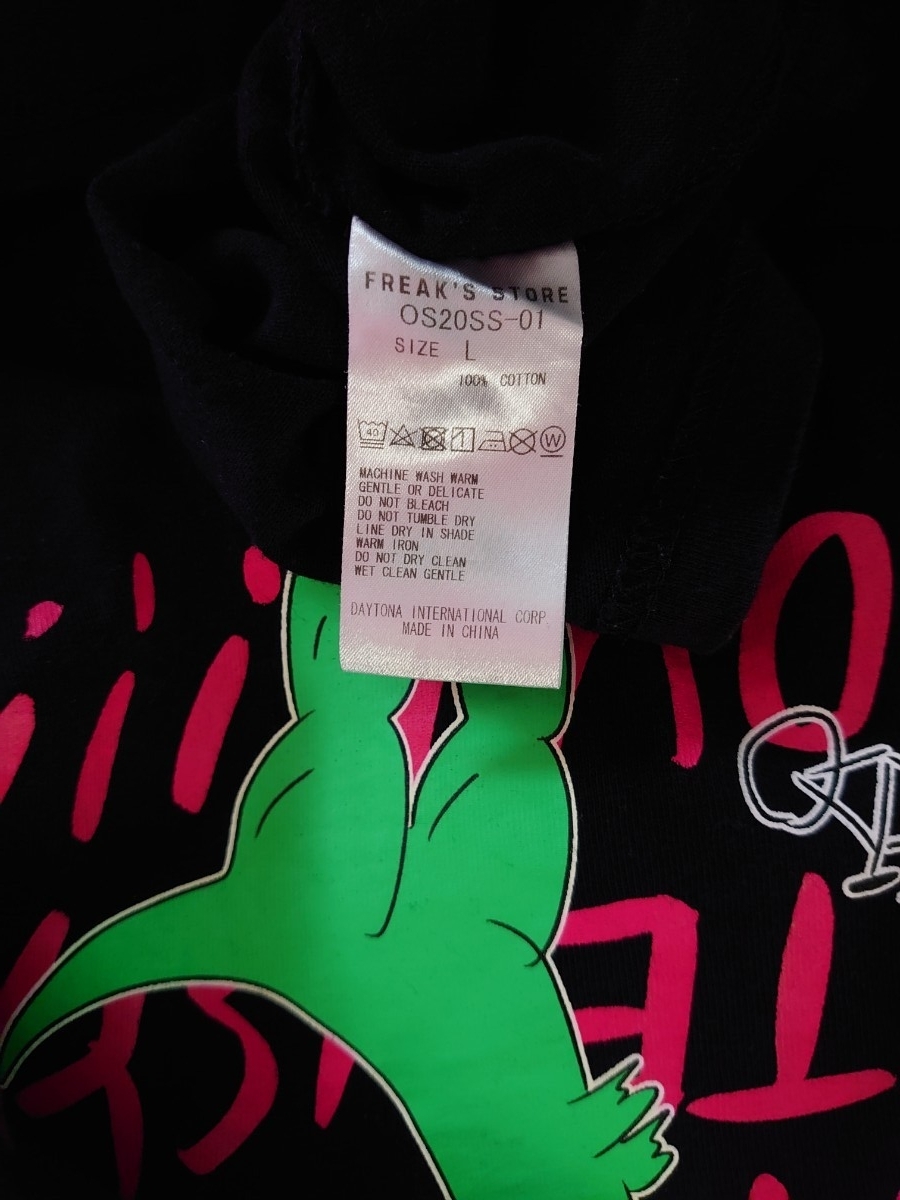 FREAK'S STORE
OS20SS-01
SIZE L
100% COTTON
40
MACHINE WASH WARM
GENTLE OR DELICATE
DO NOT BLEACH
DO NOT TUMBLE DRY
LINE DRY IN SHADE
WARM IRON
DO NOT DRY CLEAN
WET CLEAN GENTLE
DAYTONA INTERNATIONAL CORP.
MADE IN CHINA
W